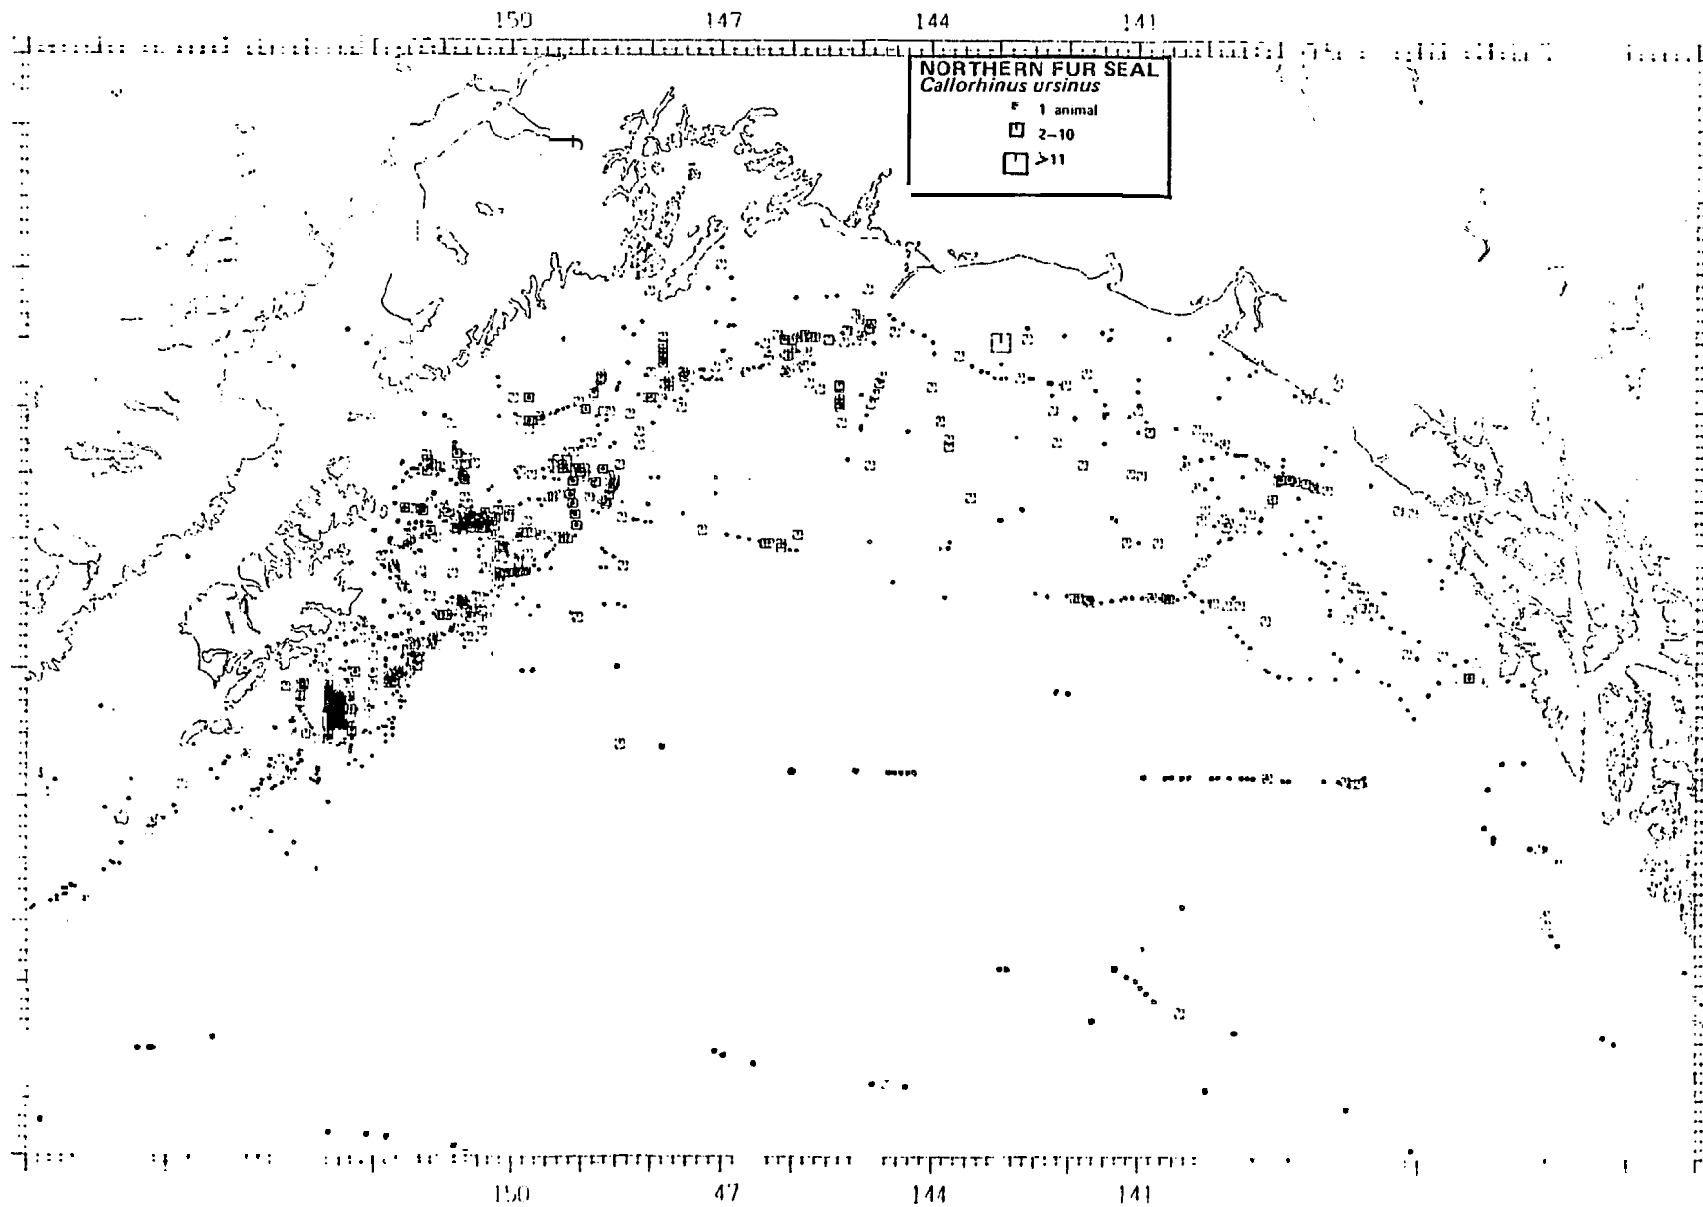 150 147 144 141
NORTHERN FUR SEAL
Callorhinus ursinus
1 animal
2–10
>11
150 47 144 141